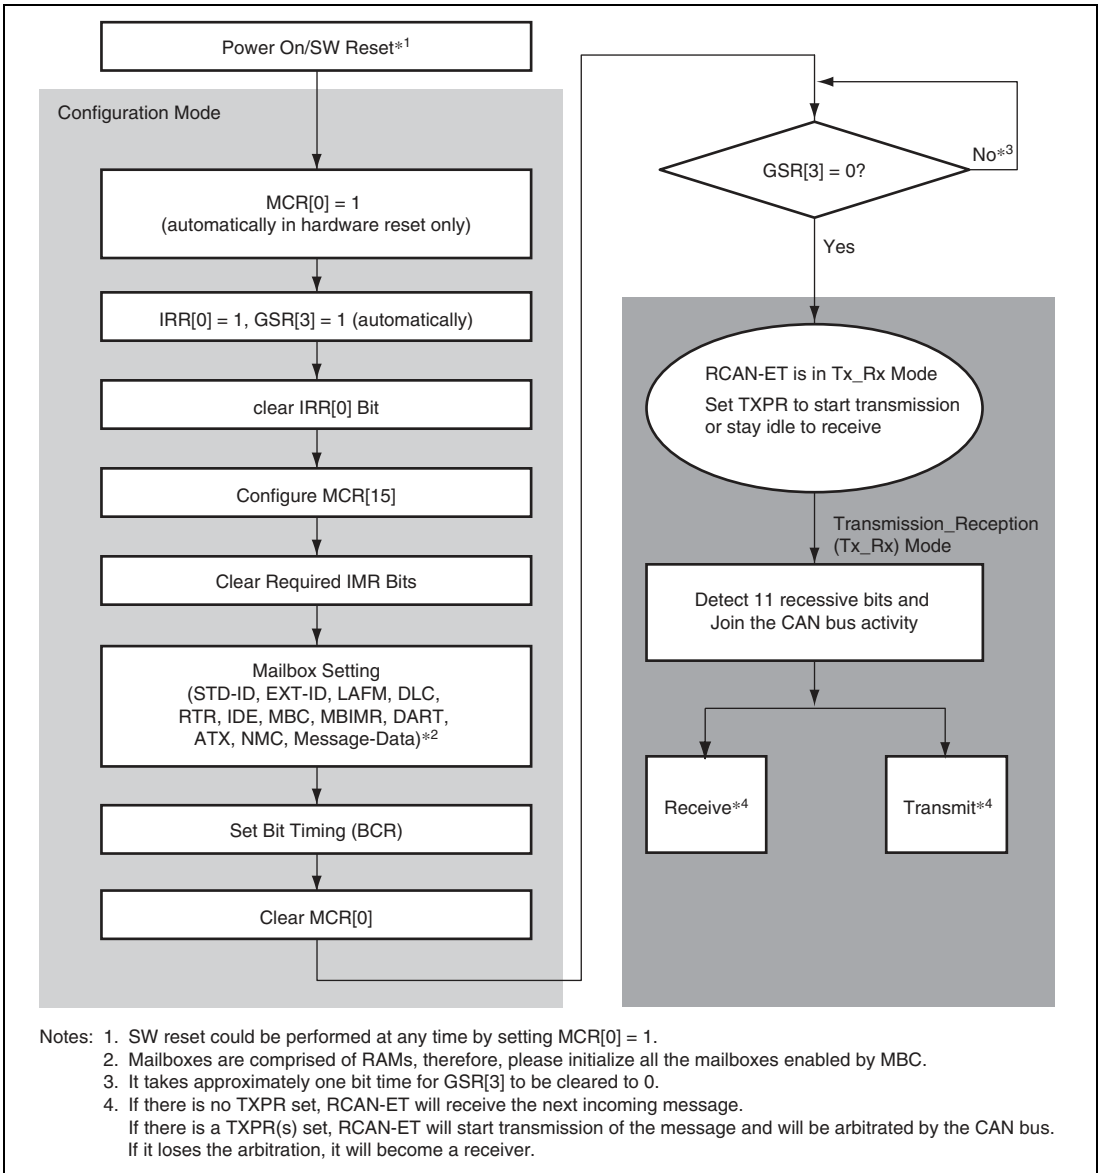 Power On/SW Reset*1
Configuration Mode
MCR[0] = 1
(automatically in hardware reset only)
IRR[0] = 1, GSR[3] = 1 (automatically)
clear IRR[0] Bit
Configure MCR[15]
Clear Required IMR Bits
Mailbox Setting
(STD-ID, EXT-ID, LAFM, DLC,
RTR, IDE, MBC, MBIMR, DART,
ATX, NMC, Message-Data)*2
Set Bit Timing (BCR)
Clear MCR[0]
GSR[3] = 0?
No*3
Yes
RCAN-ET is in Tx_Rx Mode
Set TXPR to start transmission
or stay idle to receive
Transmission_Reception
(Tx_Rx) Mode
Detect 11 recessive bits and
Join the CAN bus activity
Receive*4
Transmit*4
Notes: 1. SW reset could be performed at any time by setting MCR[0] = 1.
2. Mailboxes are comprised of RAMs, therefore, please initialize all the mailboxes enabled by MBC.
3. It takes approximately one bit time for GSR[3] to be cleared to 0.
4. If there is no TXPR set, RCAN-ET will receive the next incoming message.
If there is a TXPR(s) set, RCAN-ET will start transmission of the message and will be arbitrated by the CAN bus.
If it loses the arbitration, it will become a receiver.